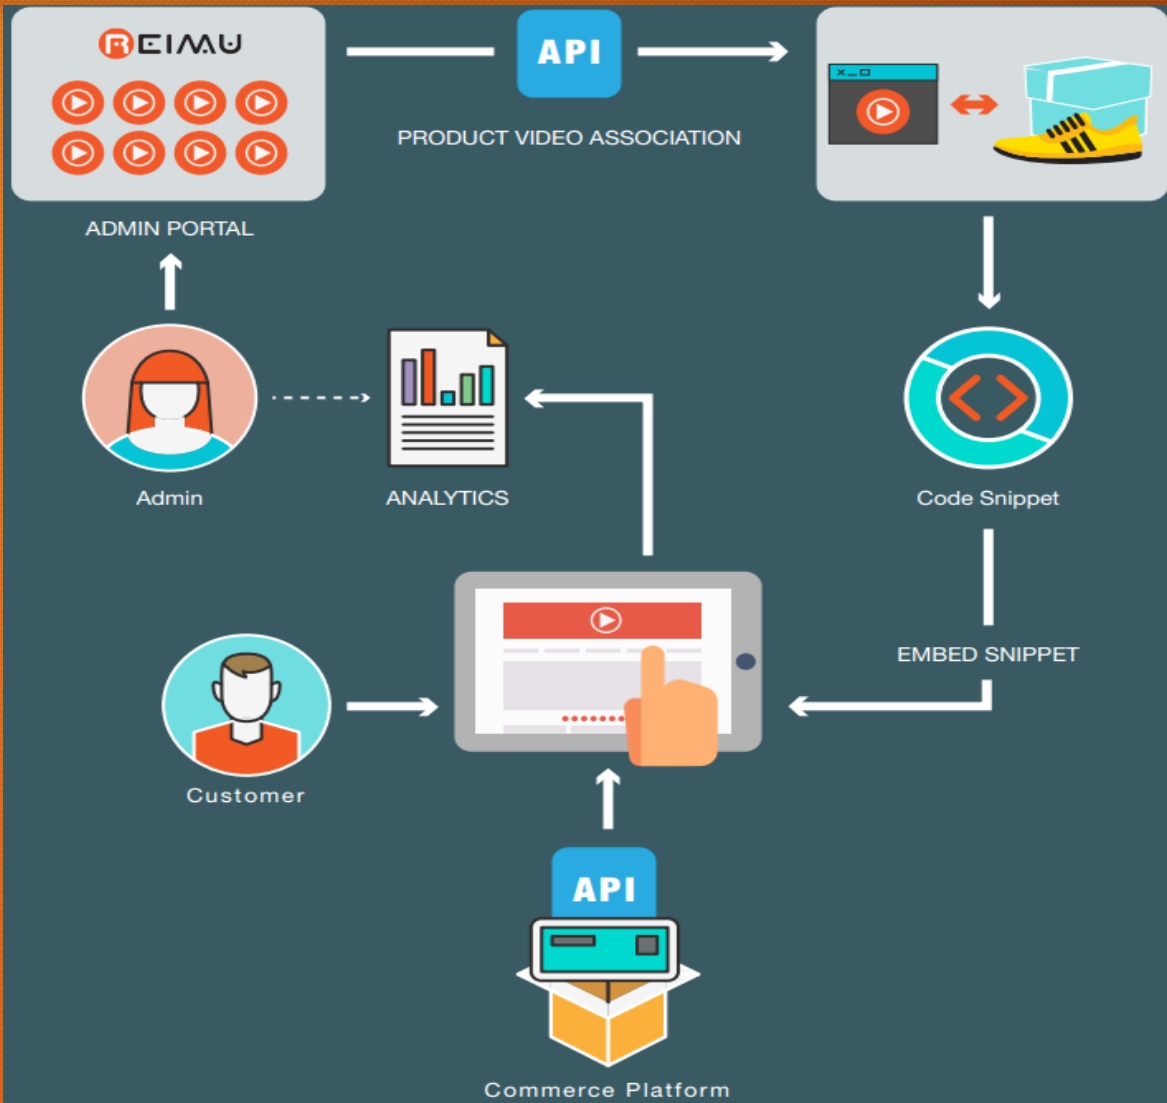 REIMU
API
PRODUCT VIDEO ASSOCIATION
ADMIN PORTAL
Admin
ANALYTICS
Code Snippet
EMBED SNIPPET
Customer
API
Commerce Platform